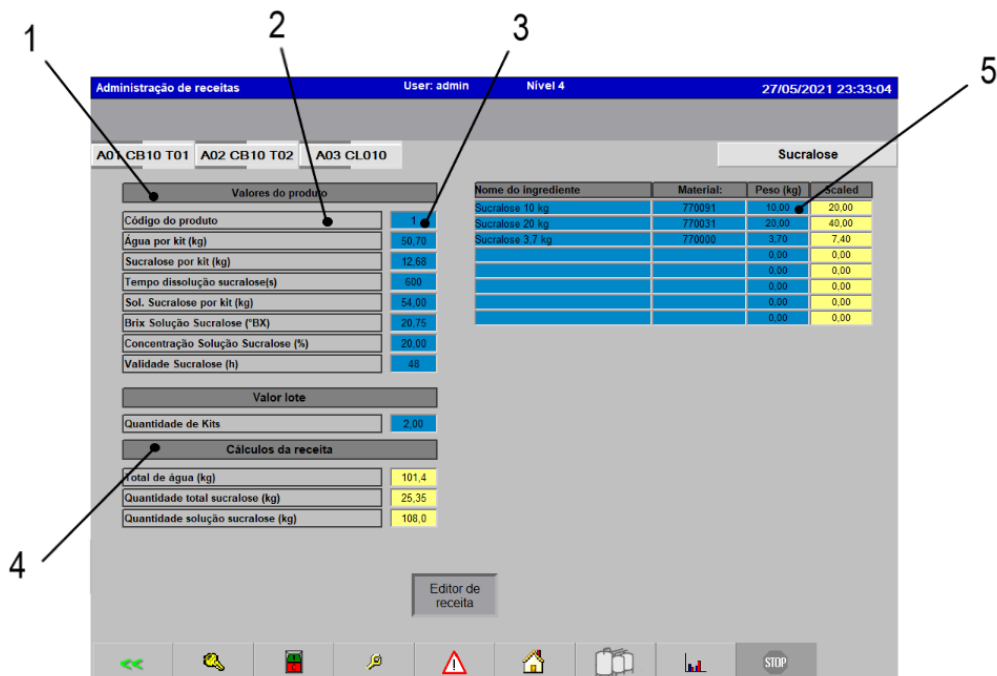 1
2
3
5
Administração de receitas User: admin Nível 4 27/05/2021 23:33:04
A01 CB10 T01 A02 CB10 T02 A03 CL010 Sucralose
Valores do produto
Código do produto 1
Água por kit (kg) 50,70
Sucralose por kit (kg) 12,68
Tempo dissolução sucralose(s) 600
Sol. Sucralose por kit (kg) 54,00
Brix Solução Sucralose (°BX) 20,75
Concentração Solução Sucralose (%) 20,00
Validade Sucralose (h) 48
Valor lote
Quantidade de Kits 2,00
Cálculos da receita
Total de água (kg) 101,4
Quantidade total sucralose (kg) 25,35
Quantidade solução sucralose (kg) 108,0
4
Nome do ingrediente Material: Peso (kg) Scaled
Sucralose 10 kg 770091 10,00 20,00
Sucralose 20 kg 770031 20,00 40,00
Sucralose 3,7 kg 770000 3,70 7,40
0,00 0,00
0,00 0,00
0,00 0,00
0,00 0,00
0,00 0,00
Editor de
receita
<< STOP